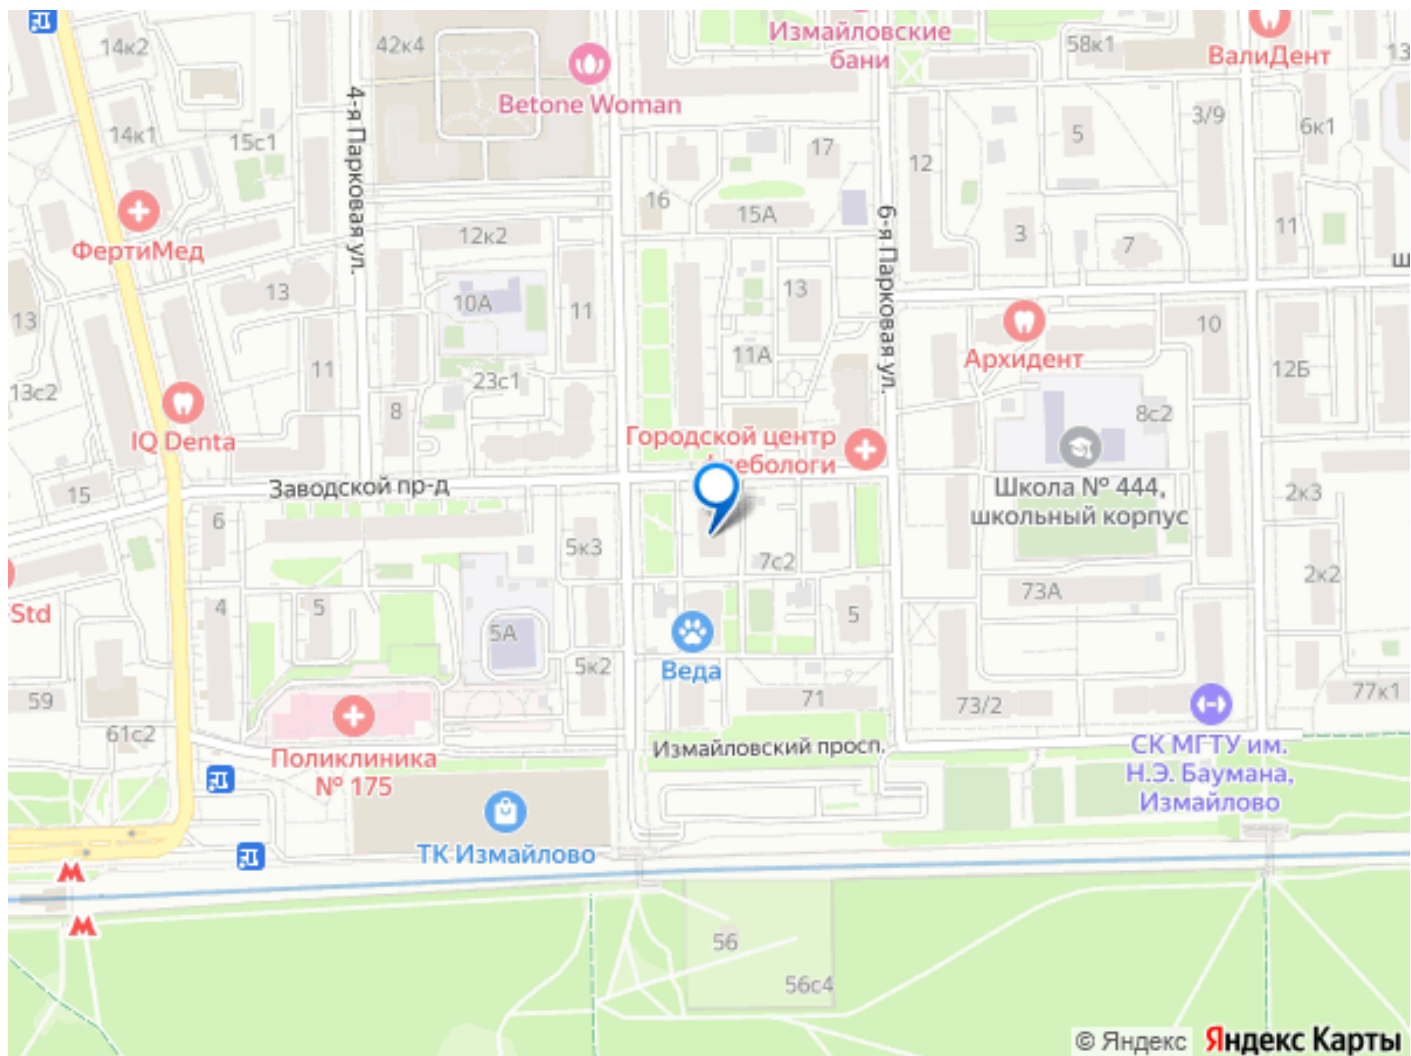 14к2
42к4
Измайловские
бани
58к1
ВалиДент
13
Betone Woman
4-я Парковая ул.
14к1
15с1
17
12
5
3/9
6к1
ФертиМед
16
15А
12к2
6-я Парковая ул.
3
7
11
ш
13
10А
11
13
13
Архидент
10
11А
13с2
11
23с1
12Б
8
8с2
IQ Denta
Городской центр
Заводской пр-д
15
Школа № 444,
школьный корпус
2к3
6
5к3
7с2
73А
2к2
Std
4
5
5А
5
Веда
5к2
59
71
73/2
77к1
61с2
Поликлиника
№ 175
Измайловский просп.
СК МГТУ им.
Н.Э. Баумана,
Измайлово
ТК Измайлово
56
56с4
© Яндекс Яндекс Карты